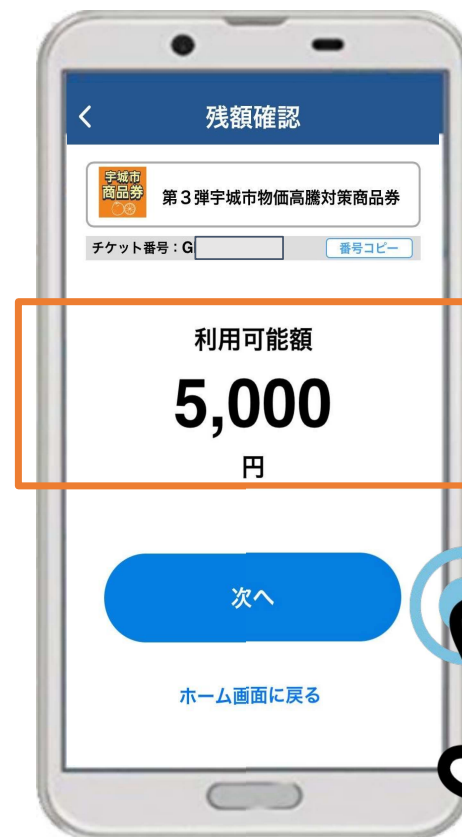 残額確認
宇城市
商品券
第3弾宇城市物価高騰対策商品券
チケット番号：G
番号コピー
利用可能額
5,000
円
次へ
ホーム画面に戻る